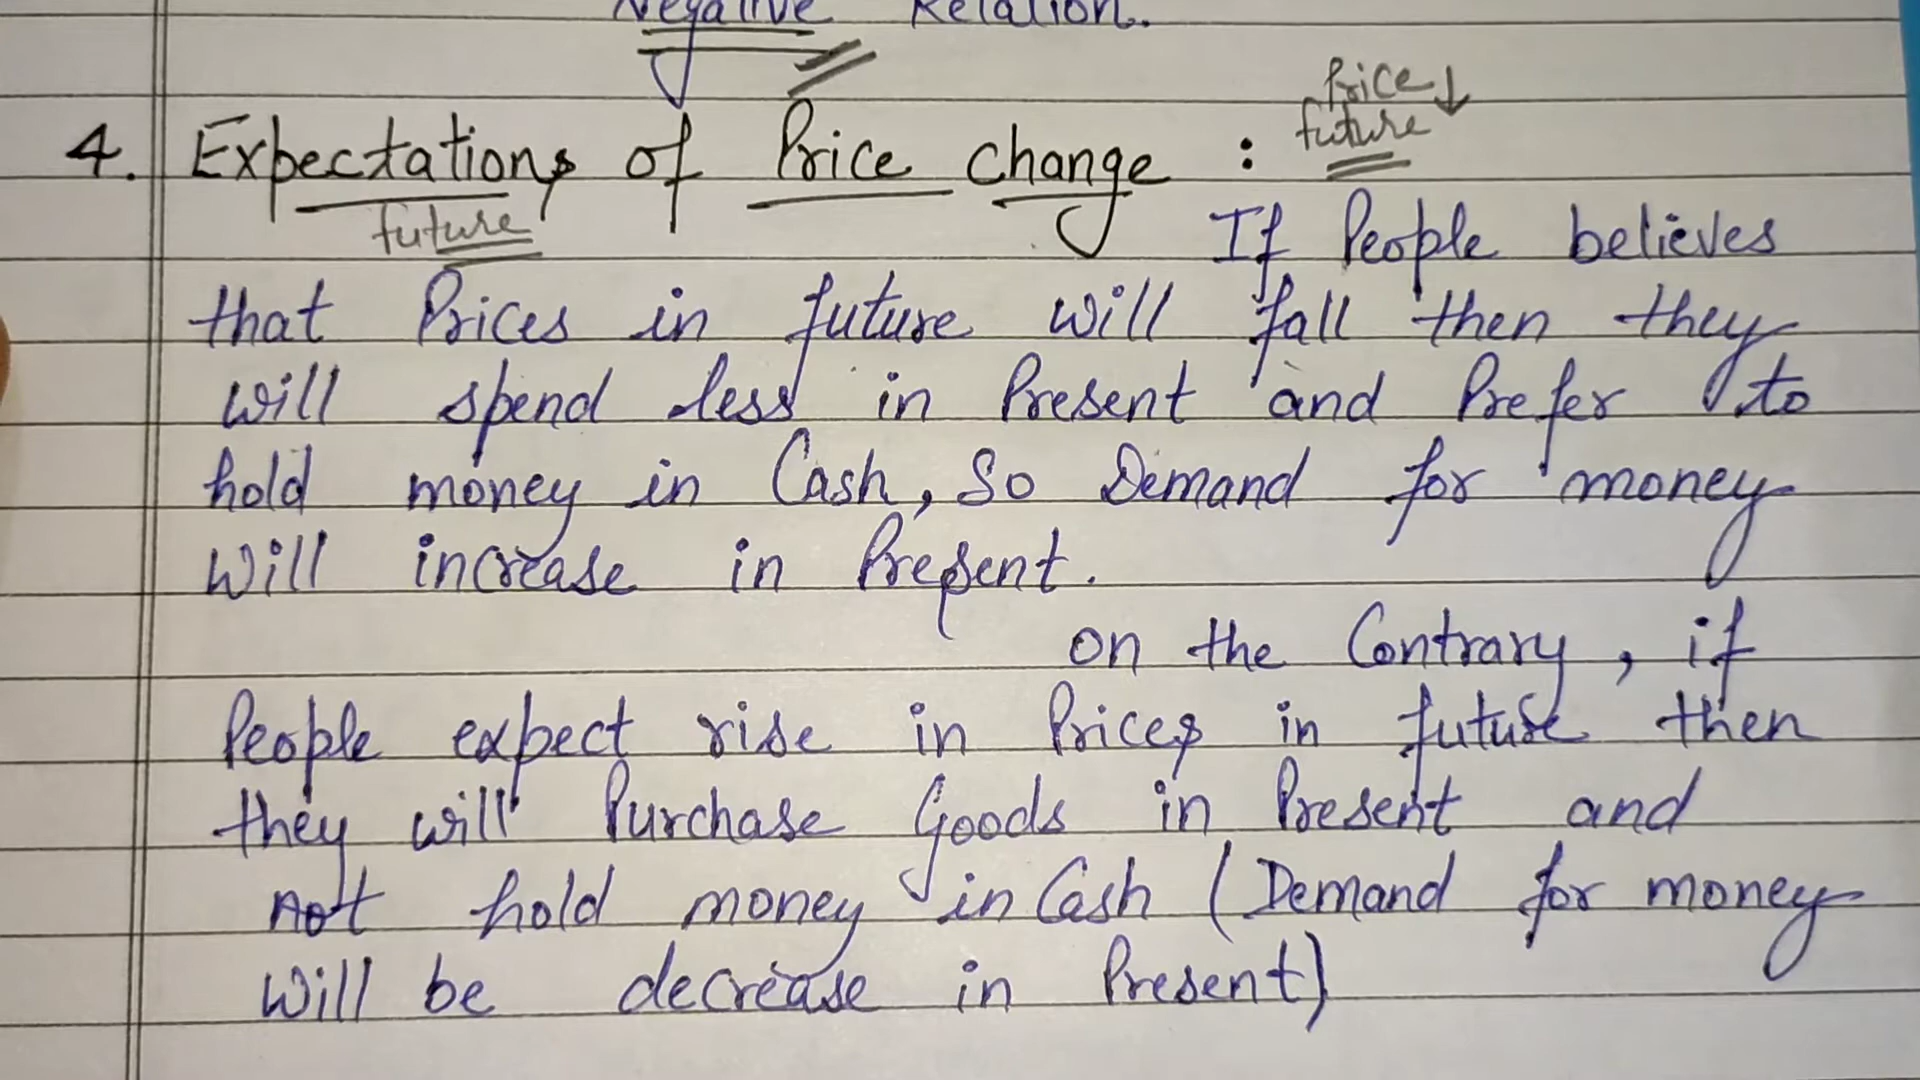 Negative Relation.
Price ↓
future
4. Expectations of Price change :
future
If People believes
that Prices in future will fall then they
will spend less in Present and Prefer to
hold money in Cash, So Demand for money
will increase in Present.
on the Contrary, if
People expect rise in Prices in future then
they will Purchase Goods in Present and
not hold money in Cash (Demand for money
will be decrease in Present)